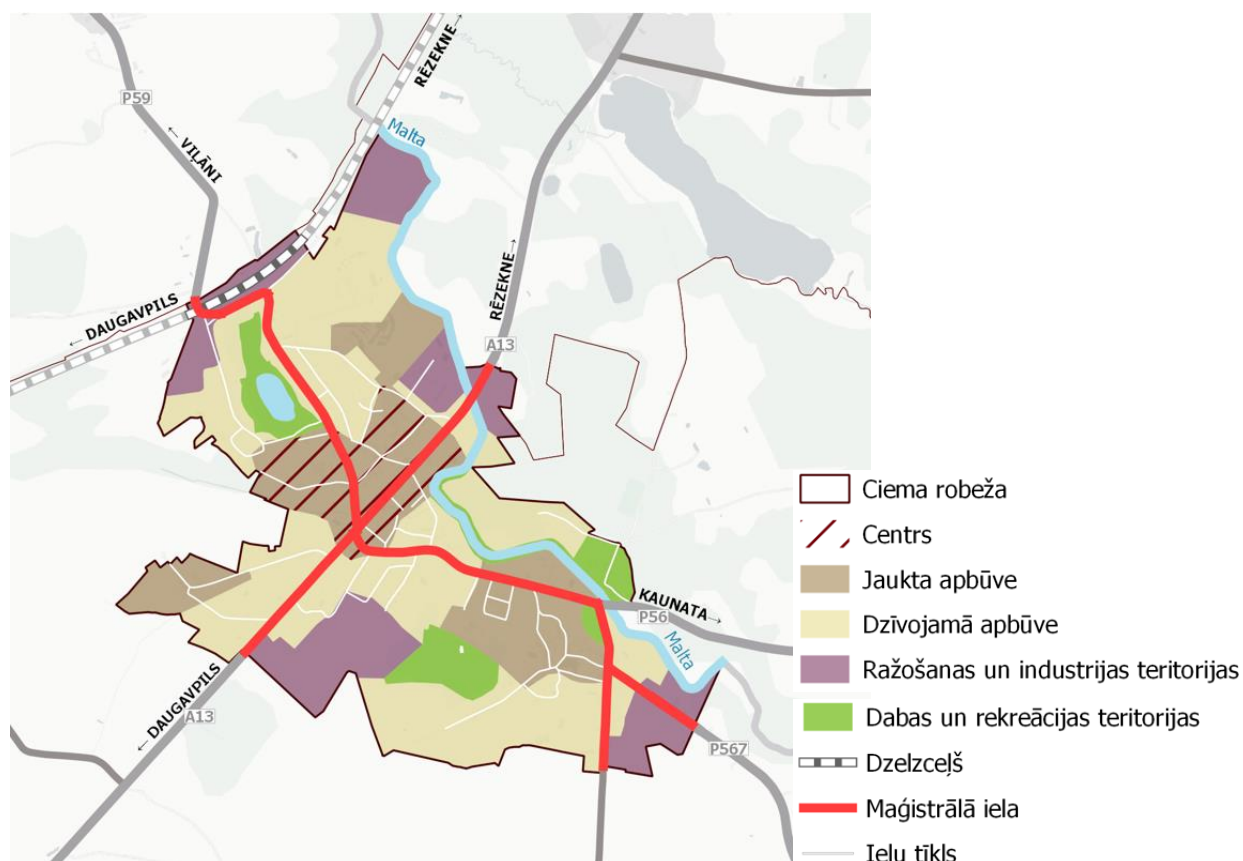 RĒZEKNE→
P59
Malta
← VIĻĀNI
RĒZEKNE→
← DAUGAVPILS
A13
KAUNATA→
P56
Malta
← DAUGAVPILS
A13
P567
Ciema robeža
Centrs
Jaukta apbūve
Dzīvojamā apbūve
Ražošanas un industrijas teritorijas
Dabas un rekreācijas teritorijas
Dzelzceļš
Maģistrālā iela
Ielu tīkls